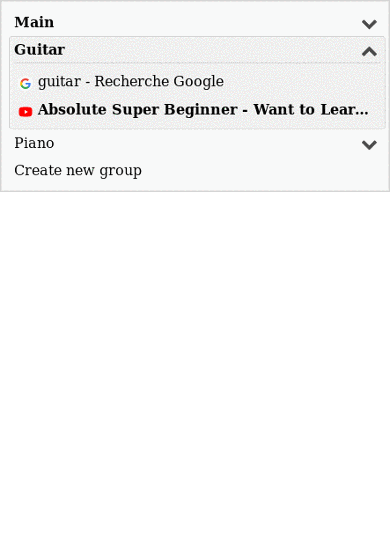 Main
Guitar
guitar - Recherche Google
Absolute Super Beginner - Want to Lear...
Piano
Create new group